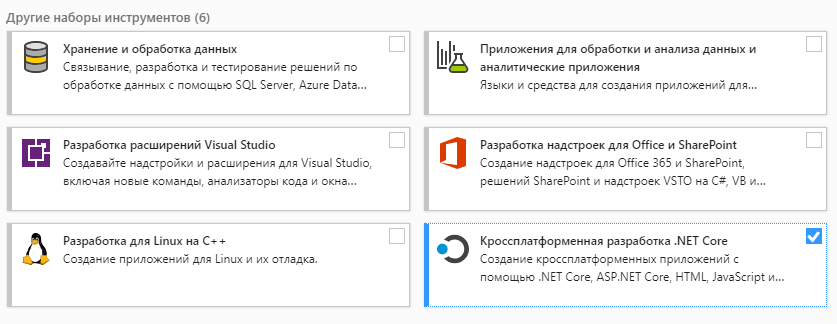 Другие наборы инструментов (6)
Хранение и обработка данных
Связывание, разработка и тестирование решений по
обработке данных с помощью SQL Server, Azure Data...
Приложения для обработки и анализа данных и
аналитические приложения
Языки и средства для создания приложений для...
Разработка расширений Visual Studio
Создавайте надстройки и расширения для Visual Studio,
включая новые команды, анализаторы кода и окна...
Разработка надстроек для Office и SharePoint
Создание надстроек для Office 365 и SharePoint,
решений SharePoint и надстроек VSTO на C#, VB и...
Разработка для Linux на C++
Создание приложений для Linux и их отладка.
Кроссплатформенная разработка .NET Core
Создание кроссплатформенных приложений с
помощью .NET Core, ASP.NET Core, HTML, JavaScript и...